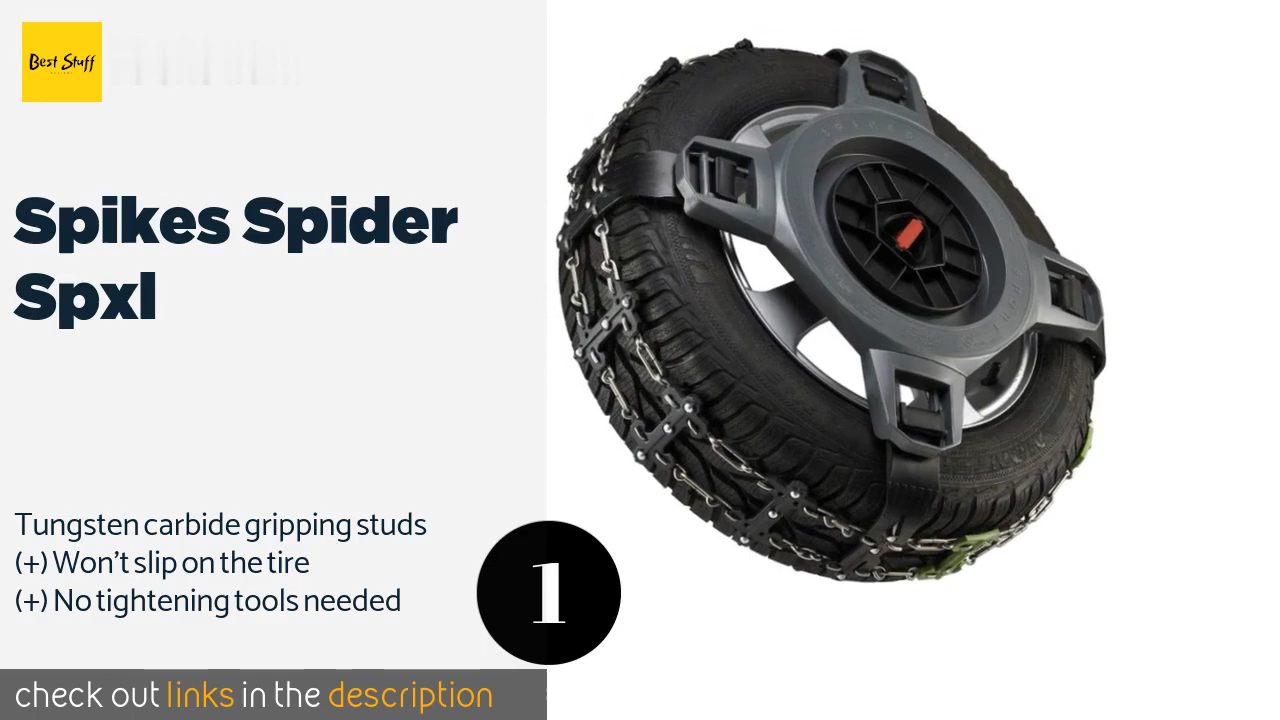 Best Stuff
Spikes Spider
Spxl
Tungsten carbide gripping studs
(+) Won't slip on the tire
(+) No tightening tools needed
1
check out links in the description